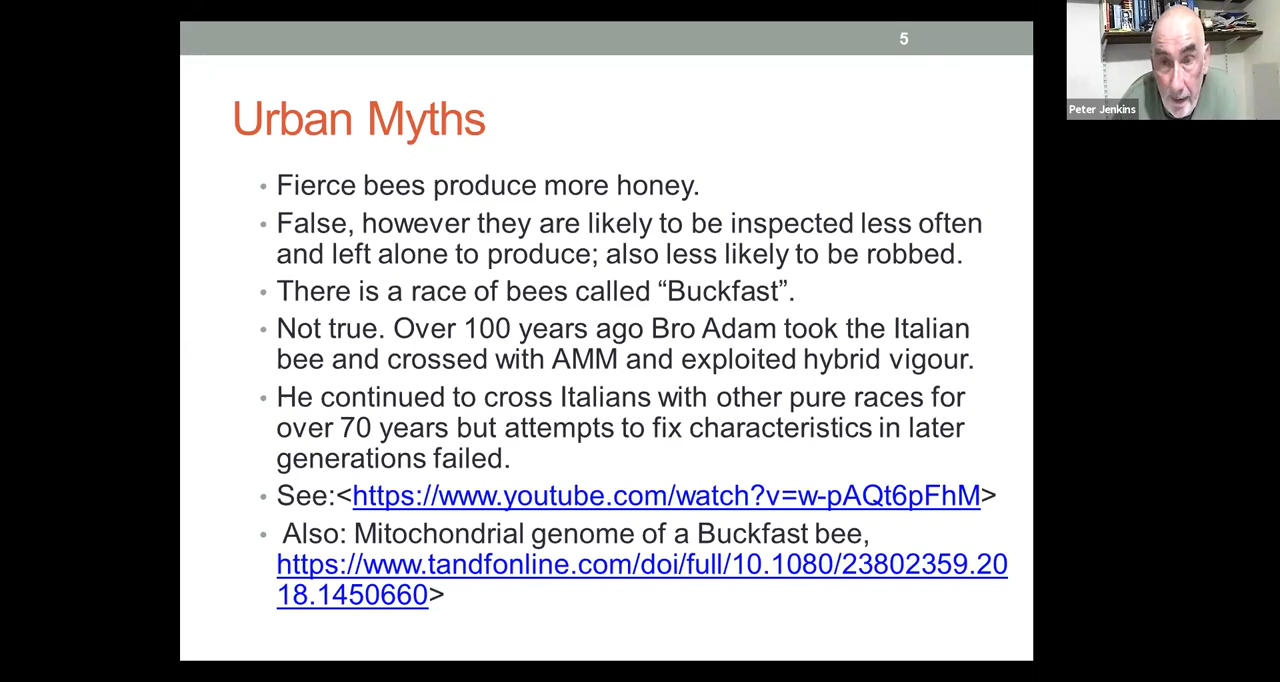 5
Peter Jenkins
Urban Myths
• Fierce bees produce more honey.
• False, however they are likely to be inspected less often
and left alone to produce; also less likely to be robbed.
• There is a race of bees called “Buckfast”.
• Not true. Over 100 years ago Bro Adam took the Italian
bee and crossed with AMM and exploited hybrid vigour.
• He continued to cross Italians with other pure races for
over 70 years but attempts to fix characteristics in later
generations failed.
• See:<https://www.youtube.com/watch?v=w-pAQt6pFhM>
• Also: Mitochondrial genome of a Buckfast bee,
https://www.tandfonline.com/doi/full/10.1080/23802359.20
18.1450660>